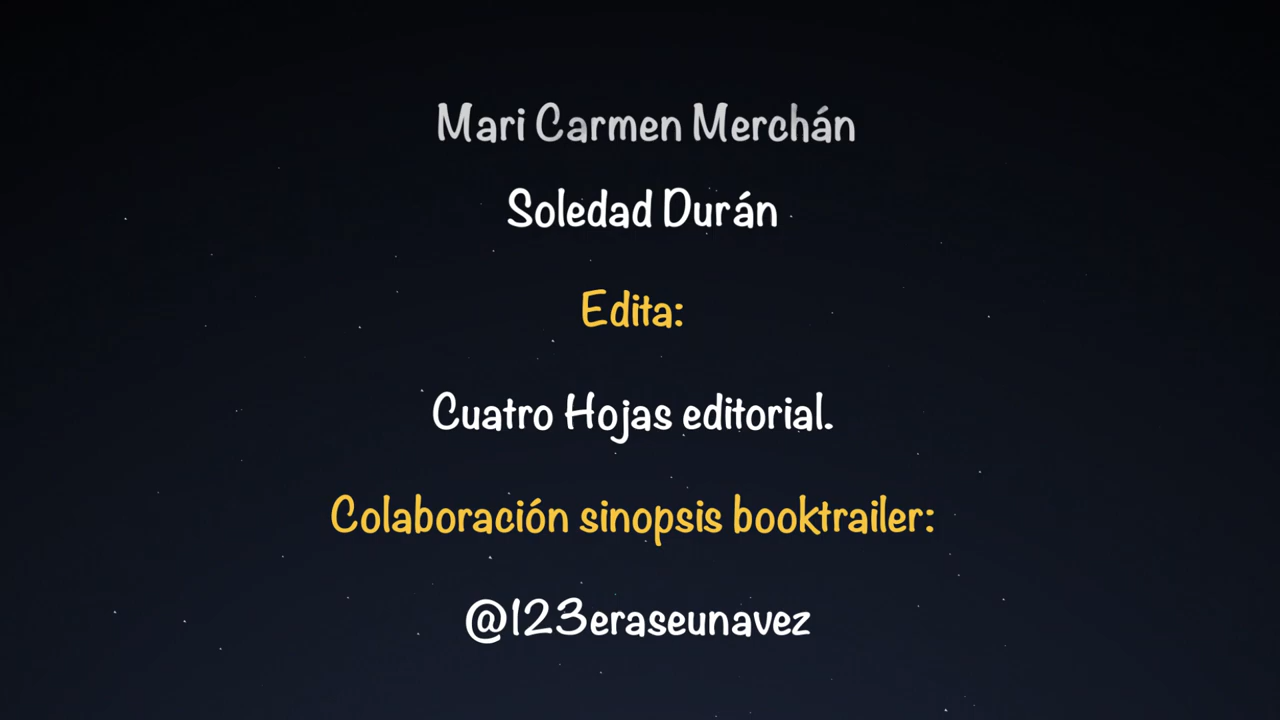 Mari Carmen Merchán
Soledad Durán
Edita:
Cuatro Hojas editorial.
Colaboración sinopsis booktrailer:
@123eraseunavez